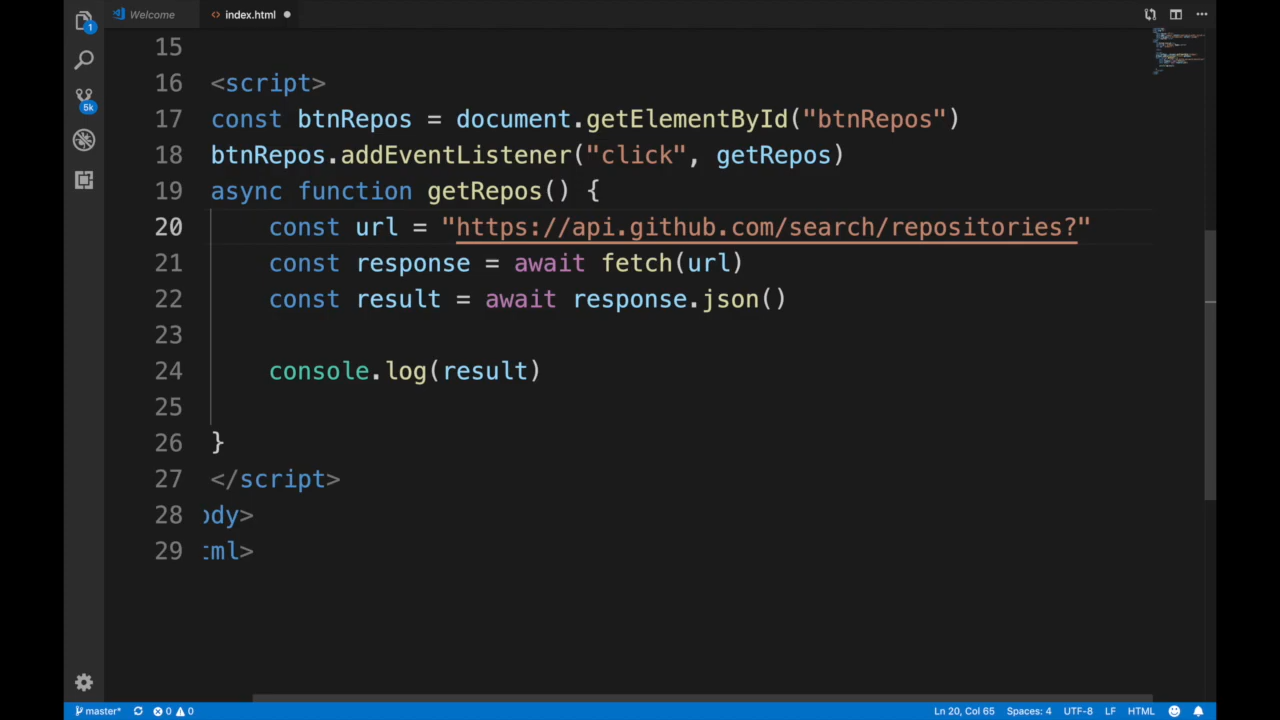 Welcome
<> index.html
1
15
16 <script>
17 const btnRepos = document.getElementById("btnRepos")
18 btnRepos.addEventListener("click", getRepos)
5k
19 async function getRepos() {
20 const url = "https://api.github.com/search/repositories?"
21 const response = await fetch(url)
22 const result = await response.json()
23
24 console.log(result)
25
26 }
27 </script>
28 ody>
29 tml>
master* 0 0 Ln 20, Col 65 Spaces: 4 UTF-8 LF HTML